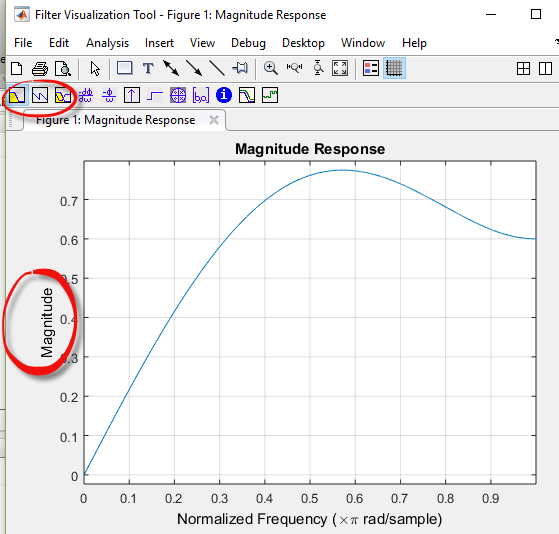 Filter Visualization Tool - Figure 1: Magnitude Response
File Edit Analysis Insert View Debug Desktop Window Help
Figure 1: Magnitude Response
Magnitude Response
0.7
0.6
0.5
0.4
0.3
0.2
0.1
0
Magnitude
0 0.1 0.2 0.3 0.4 0.5 0.6 0.7 0.8 0.9
Normalized Frequency (×π rad/sample)